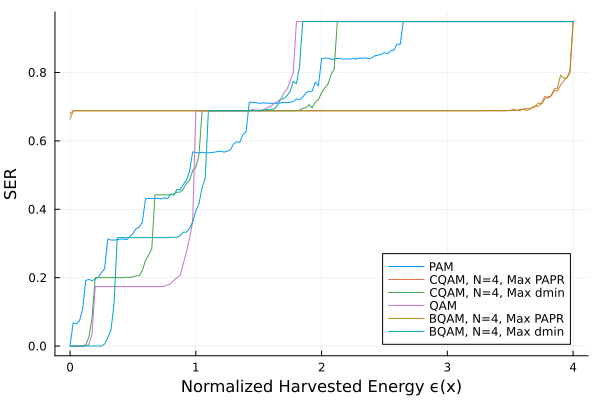 SER
0.8
0.6
0.4
0.2
0.0
PAM
CQAM, N=4, Max PAPR
CQAM, N=4, Max dmin
QAM
BQAM, N=4, Max PAPR
BQAM, N=4, Max dmin
0 1 2 3 4
Normalized Harvested Energy ϵ(x)